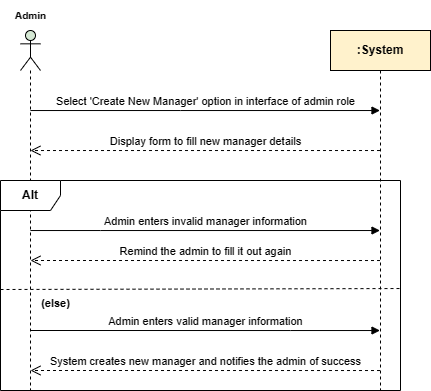 Admin
:System
Select 'Create New Manager' option in interface of admin role
Display form to fill new manager details
Alt
Admin enters invalid manager information
Remind the admin to fill it out again
(else)
Admin enters valid manager information
System creates new manager and notifies the admin of success